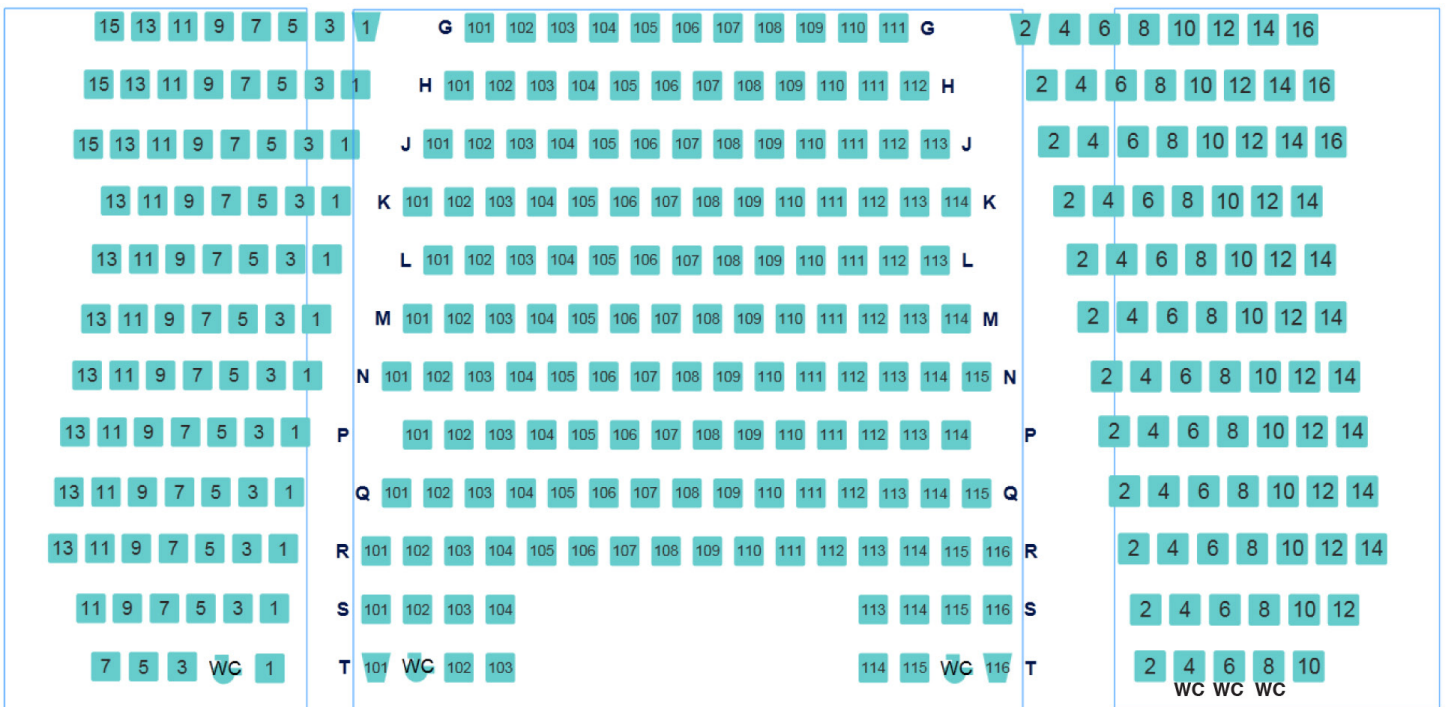 15 13 11 9 7 5 3 1 G 101 102 103 104 105 106 107 108 109 110 111 G 2 4 6 8 10 12 14 16
15 13 11 9 7 5 3 1 H 101 102 103 104 105 106 107 108 109 110 111 112 H 2 4 6 8 10 12 14 16
15 13 11 9 7 5 3 1 J 101 102 103 104 105 106 107 108 109 110 111 112 113 J 2 4 6 8 10 12 14 16
13 11 9 7 5 3 1 K 101 102 103 104 105 106 107 108 109 110 111 112 113 114 K 2 4 6 8 10 12 14
13 11 9 7 5 3 1 L 101 102 103 104 105 106 107 108 109 110 111 112 113 L 2 4 6 8 10 12 14
13 11 9 7 5 3 1 M 101 102 103 104 105 106 107 108 109 110 111 112 113 114 M 2 4 6 8 10 12 14
13 11 9 7 5 3 1 N 101 102 103 104 105 106 107 108 109 110 111 112 113 114 115 N 2 4 6 8 10 12 14
13 11 9 7 5 3 1 P 101 102 103 104 105 106 107 108 109 110 111 112 113 114 P 2 4 6 8 10 12 14
13 11 9 7 5 3 1 Q 101 102 103 104 105 106 107 108 109 110 111 112 113 114 115 Q 2 4 6 8 10 12 14
13 11 9 7 5 3 1 R 101 102 103 104 105 106 107 108 109 110 111 112 113 114 115 116 R 2 4 6 8 10 12 14
11 9 7 5 3 1 S 101 102 103 104 113 114 115 116 S 2 4 6 8 10 12
7 5 3 WC 1 T 101 WC 102 103 114 115 WC 116 T 2 4 6 8 10
WC WC WC